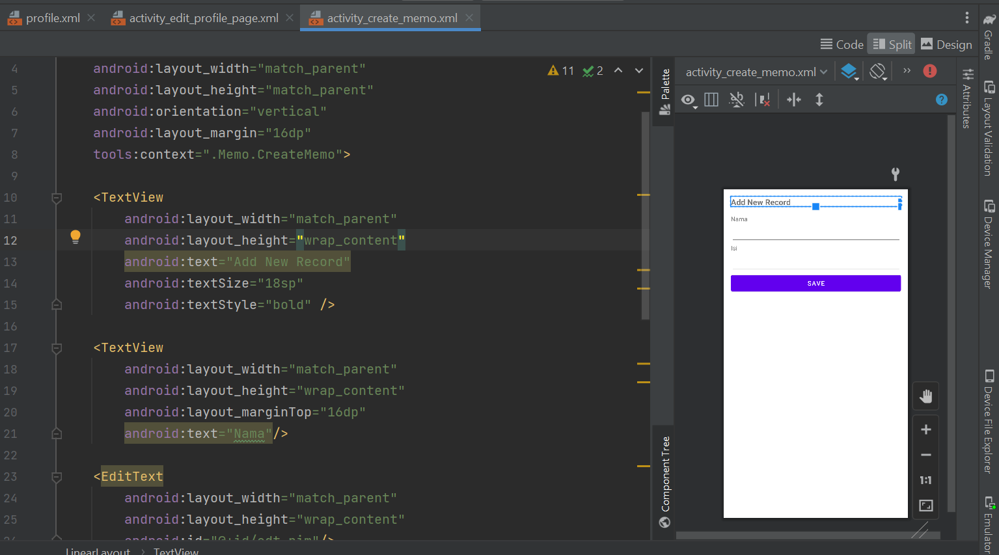 profile.xml
activity_edit_profile_page.xml
activity_create_memo.xml
Code
Split
Design
4 android:layout_width="match_parent"
5 android:layout_height="match_parent"
6 android:orientation="vertical"
7 android:layout_margin="16dp"
8 tools:context=".Memo.CreateMemo">
9
10 <TextView
11 android:layout_width="match_parent"
12 android:layout_height="wrap_content"
13 android:text="Add New Record"
14 android:textSize="18sp"
15 android:textStyle="bold" />
16
17 <TextView
18 android:layout_width="match_parent"
19 android:layout_height="wrap_content"
20 android:layout_marginTop="16dp"
21 android:text="Nama"/>
22
23 <EditText
24 android:layout_width="match_parent"
25 android:layout_height="wrap_content"
26 android:id="@+id/edt_nim"/>
11
2
LinearLayout > TextView
Palette
Component Tree
activity_create_memo.xml
Add New Record
Nama
Isi
SAVE
1:1
Attributes
Gradle
Layout Validation
Device Manager
Device File Explorer
Emulator